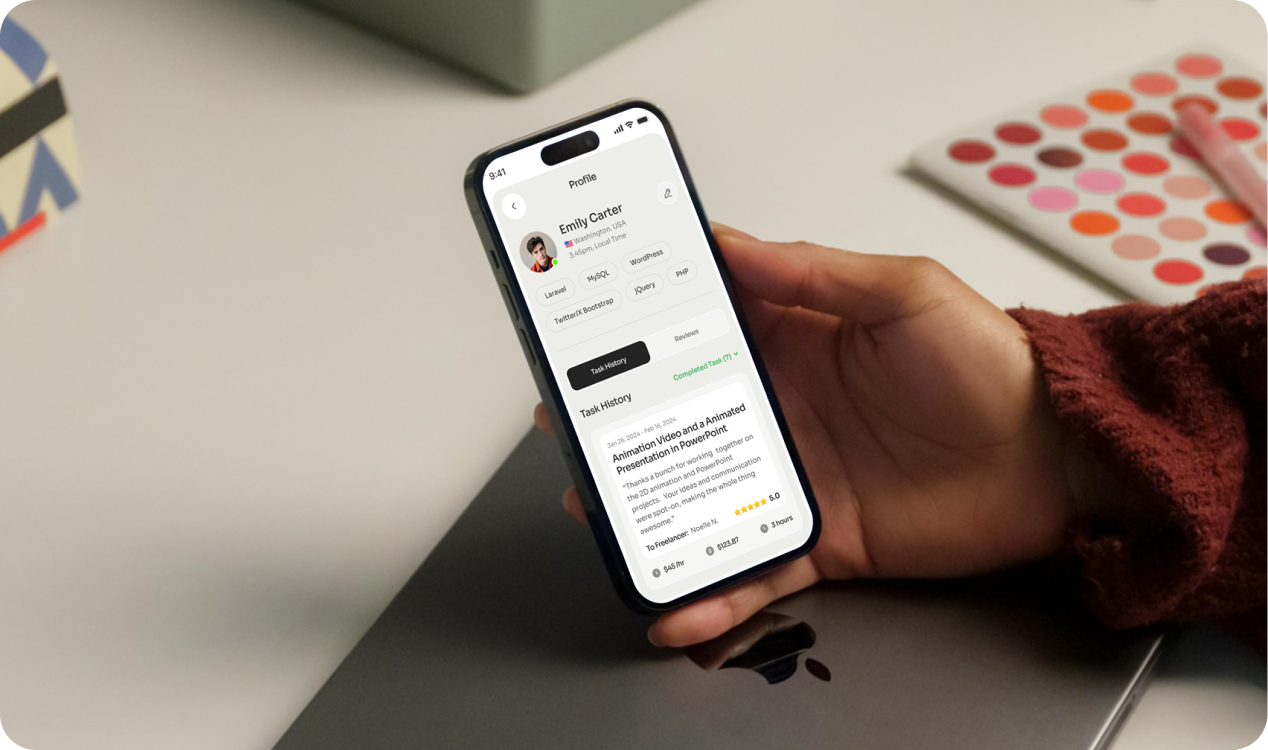 9:41
Profile
Emily Carter
Washington, USA
3:45pm, Local Time
Laravel
MySQL
WordPress
Twitter/X Bootstrap
jQuery
PHP
Task History
Reviews
Task History
Completed Task (7)
Jan 26, 2024 - Feb 16, 2024
Animation Video and a Animated
Presentation in PowerPoint
"Thanks a bunch for working together on
the 2D animation and PowerPoint
projects. Your ideas and communication
were spot-on, making the whole thing
awesome."
To Freelancer: Noelle N.
5.0
$45 /hr
$123.87
3 hours